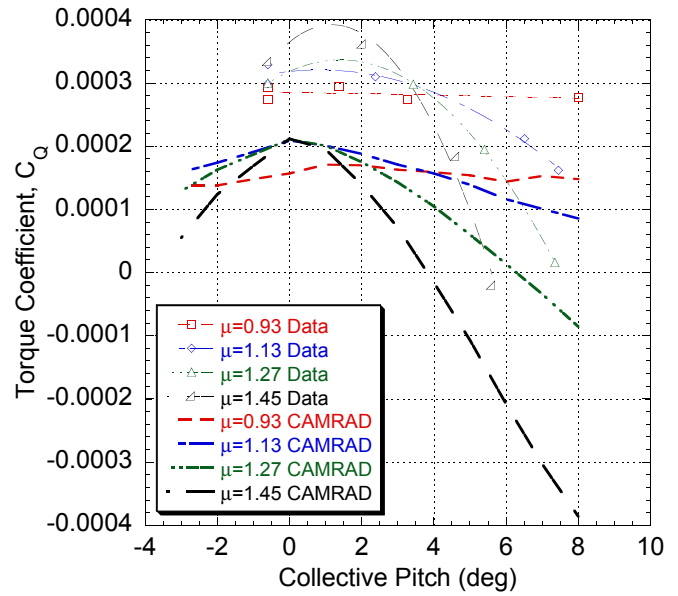 0.0004
0.0003
0.0002
0.0001
0
-0.0001
-0.0002
-0.0003
-0.0004
Torque Coefficient, C_Q
μ=0.93 Data
μ=1.13 Data
μ=1.27 Data
μ=1.45 Data
μ=0.93 CAMRAD
μ=1.13 CAMRAD
μ=1.27 CAMRAD
μ=1.45 CAMRAD
-4 -2 0 2 4 6 8 10
Collective Pitch (deg)